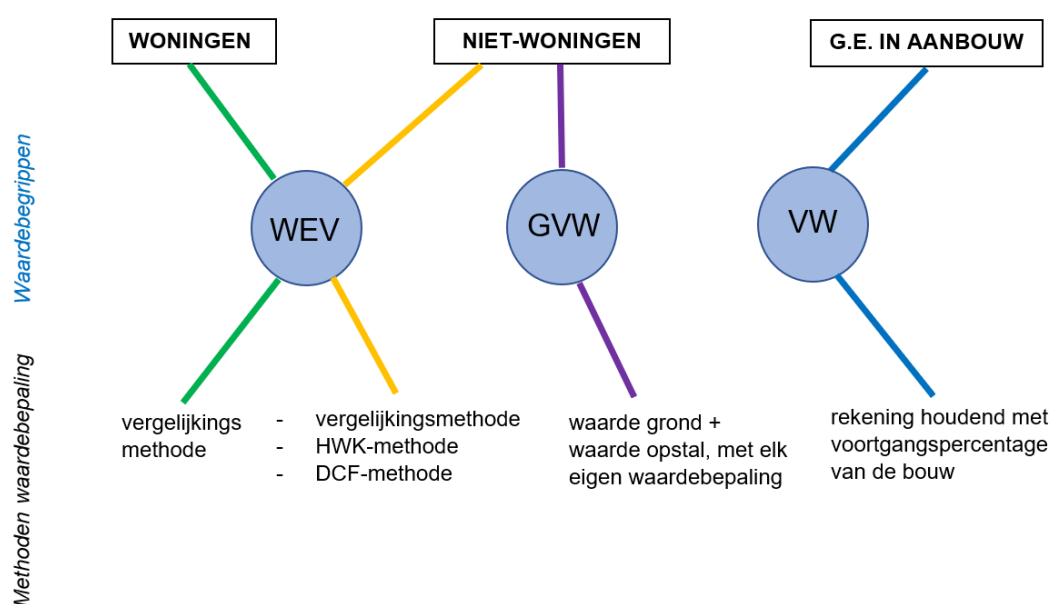 WONINGEN
NIET-WONINGEN
G.E. IN AANBOUW
Waardebegrippen
WEV
GVW
VW
Methoden waardebepaling
vergelijkings
methode
- vergelijkingsmethode
- HWK-methode
- DCF-methode
waarde grond +
waarde opstal, met elk
eigen waardebepaling
rekening houdend met
voortgangspercentage
van de bouw